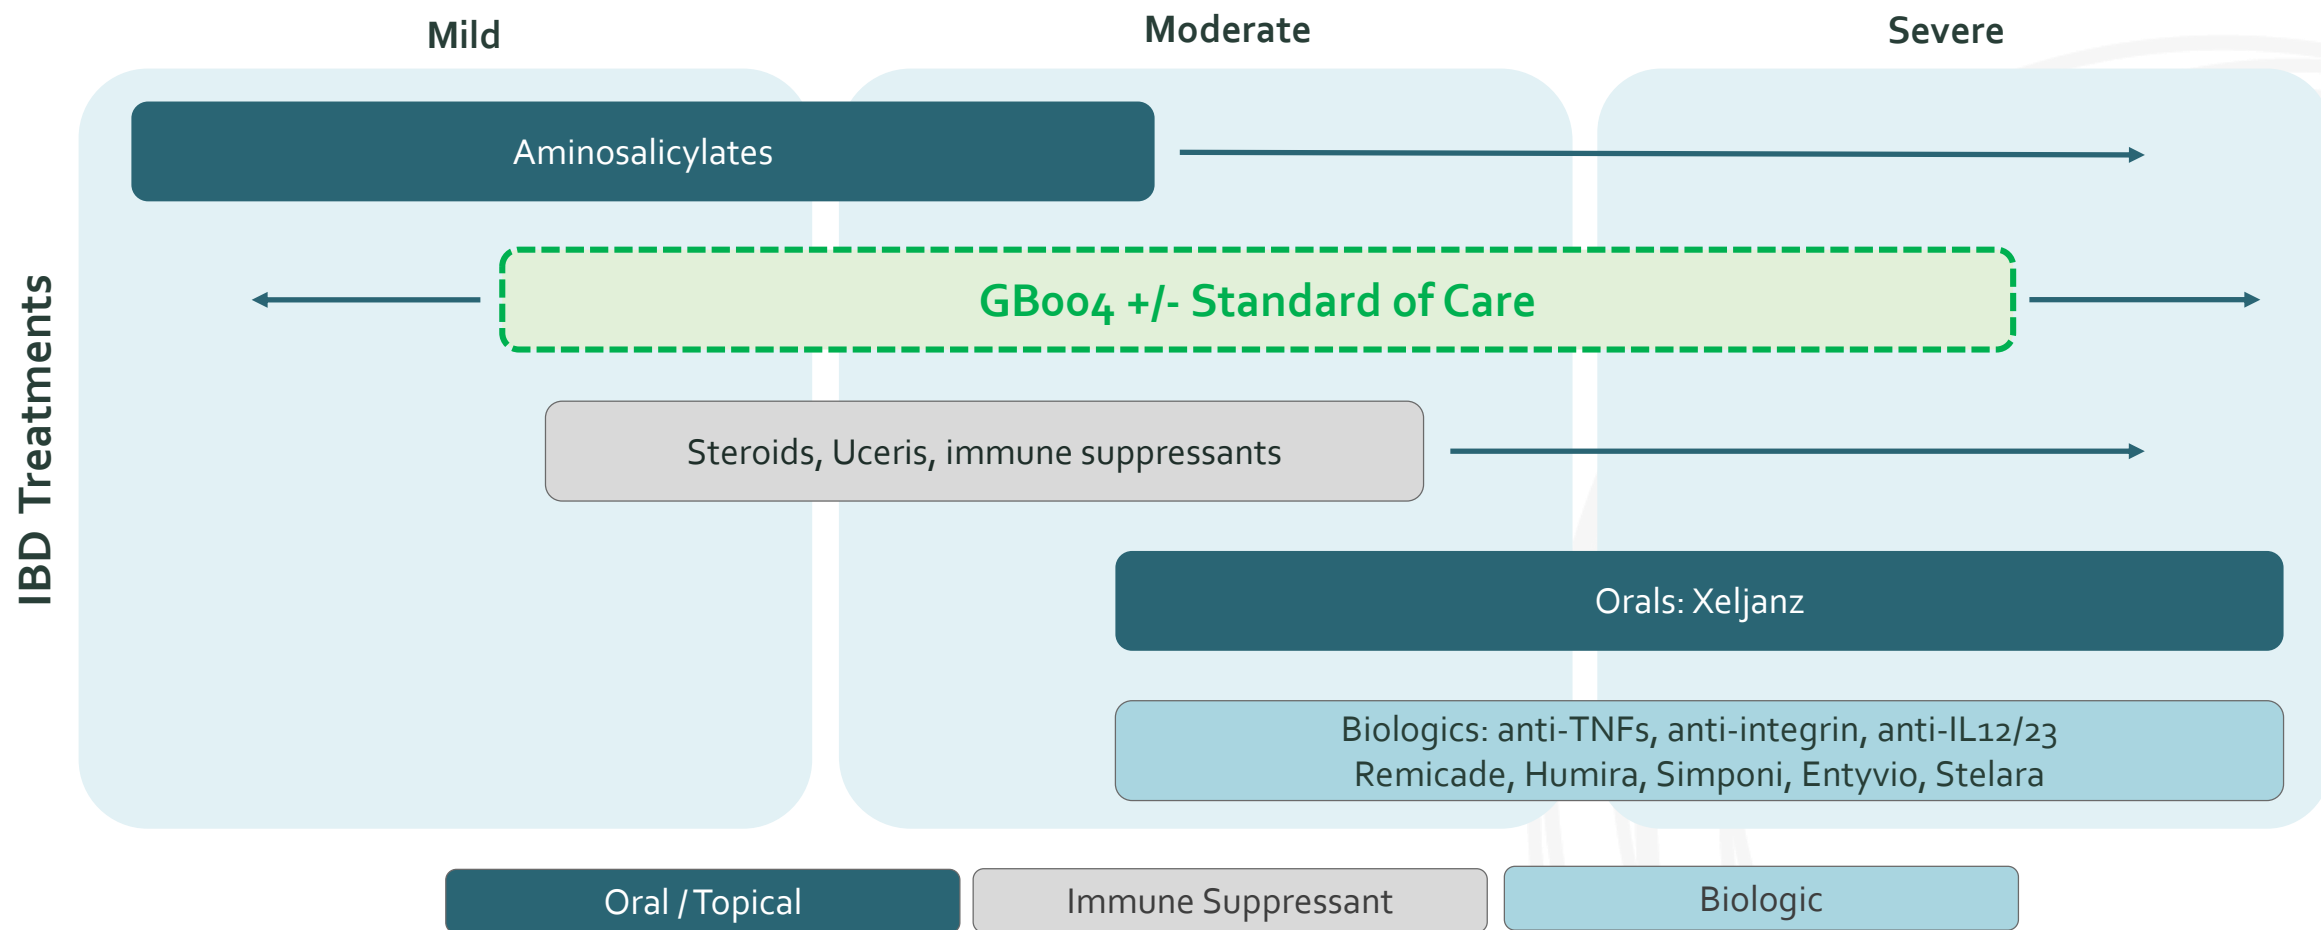 Mild
Moderate
Severe
IBD Treatments
Aminosalicylates
GB004 +/- Standard of Care
Steroids, Uceris, immune suppressants
Orals: Xeljanz
Biologics: anti-TNFs, anti-integrin, anti-IL12/23
Remicade, Humira, Simponi, Entyvio, Stelara
Oral / Topical
Immune Suppressant
Biologic